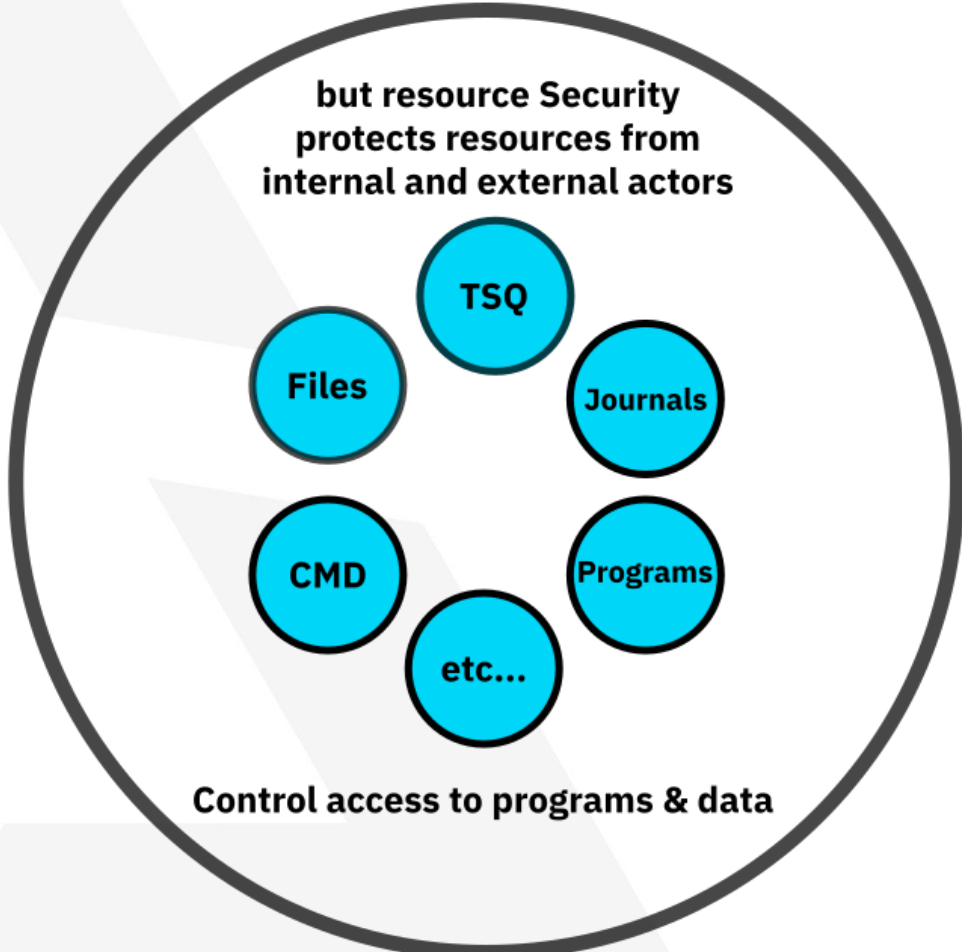 but resource Security
protects resources from
internal and external actors
TSQ
Files
Journals
CMD
Programs
etc...
Control access to programs & data